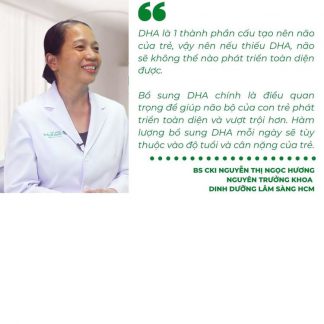 DHA là 1 thành phần cấu tạo nên não
của trẻ, vậy nên nếu thiếu DHA, não
sẽ không thể nào phát triển toàn diện
được.
Bổ sung DHA chính là điều quan
trọng để giúp não bộ của con trẻ phát
triển toàn diện và vượt trội hơn. Hàm
lượng bổ sung DHA mỗi ngày sẽ tùy
thuộc vào độ tuổi và cân nặng của trẻ.
BS CKI NGUYỄN THỊ NGỌC HƯƠNG
NGUYÊN TRƯỞNG KHOA
DINH DƯỠNG LÂM SÀNG HCM